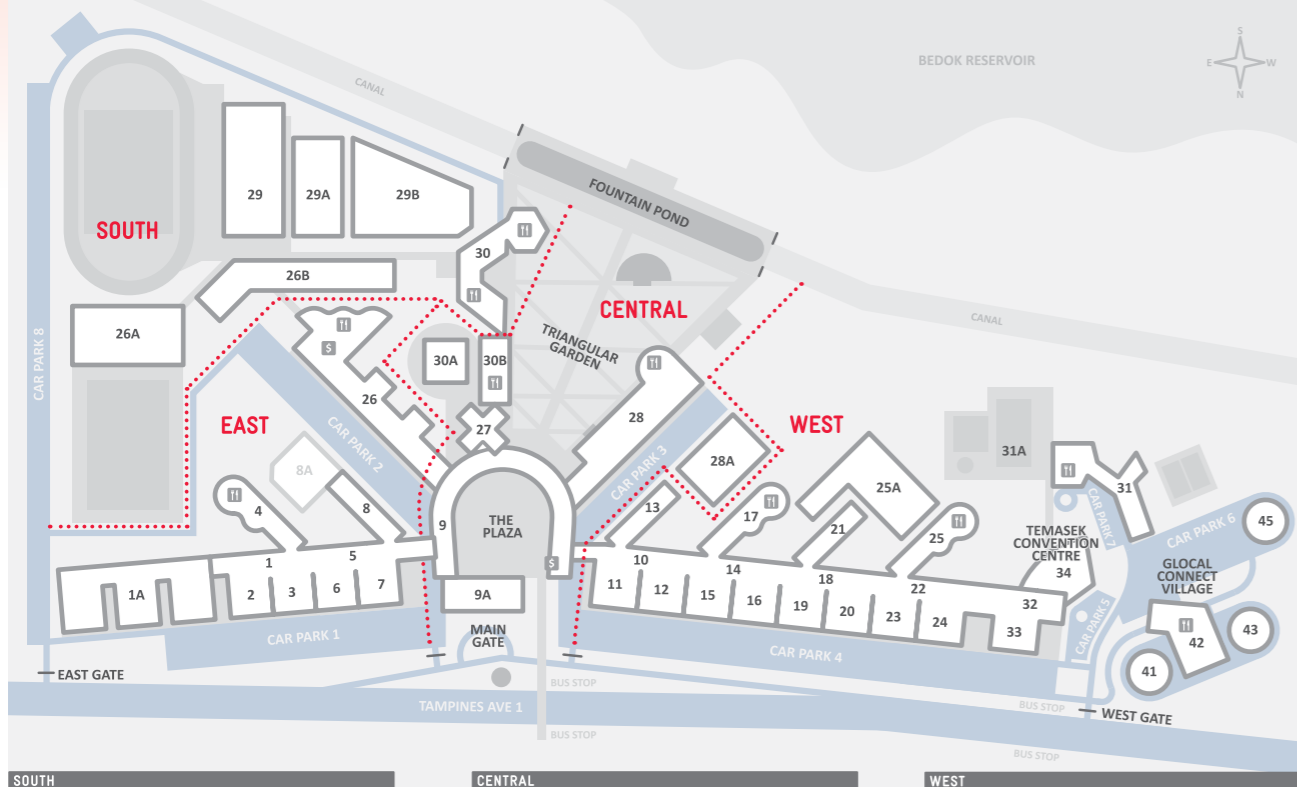 BEDOK RESERVOIR
S
E
W
N
CANAL
FOUNTAIN POND
29
29A
29B
SOUTH
30
26B
CENTRAL
CANAL
26A
TRIANGULAR
GARDEN
CAR PARK 8
30A
30B
26
28
EAST
27
WEST
CAR PARK 2
CAR PARK 3
28A
31A
8A
25A
31
4
8
9
THE
PLAZA
13
17
21
25
CAR PARK 7
CAR PARK 6
45
TEMASEK
CONVENTION
CENTRE
34
GLOCAL
CONNECT
VILLAGE
1
5
10
14
18
22
1A
2
3
6
7
9A
11
12
15
16
19
20
23
24
32
33
CAR PARK 5
CAR PARK 1
MAIN
GATE
CAR PARK 4
41
42
43
EAST GATE
BUS STOP
TAMPINES AVE 1
BUS STOP
WEST GATE
BUS STOP
BUS STOP
$
$
SOUTH
CENTRAL
WEST